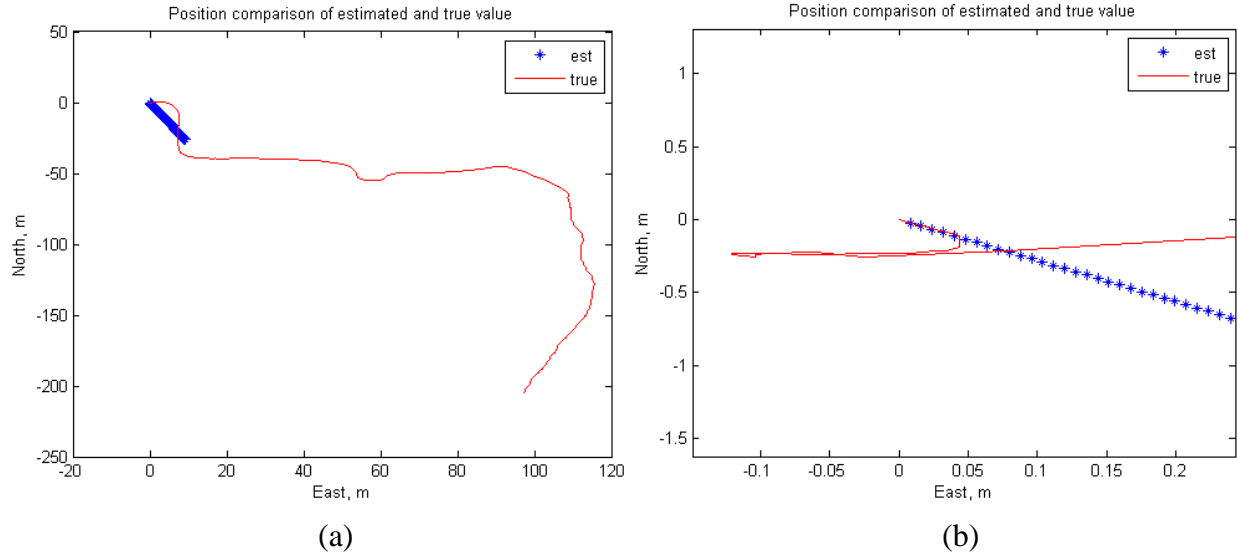 Position comparison of estimated and true value
50
0
-50
-100
-150
-200
-250
North, m
-20 0 20 40 60 80 100 120
East, m
est
true
(a)
Position comparison of estimated and true value
1
0.5
0
-0.5
-1
-1.5
North, m
-0.1 -0.05 0 0.05 0.1 0.15 0.2
East, m
est
true
(b)